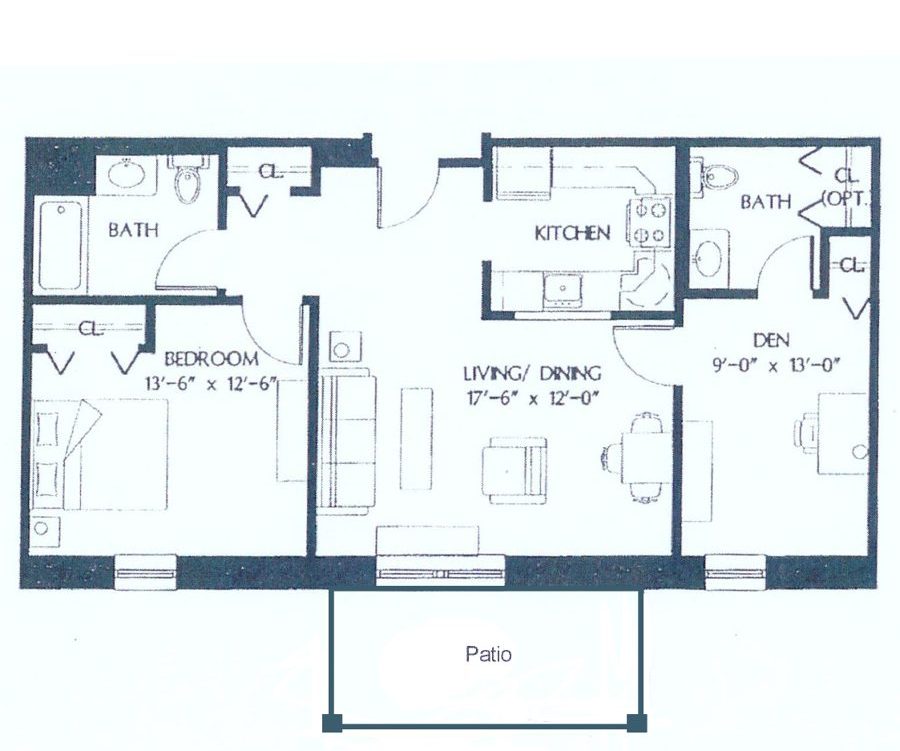 CL.
BATH
KITCHEN
BATH
CL.
(OPT.)
CL.
CL.
BEDROOM
13'-6" x 12'-6"
LIVING/ DINING
17'-6" x 12'-0"
DEN
9'-0" x 13'-0"
Patio